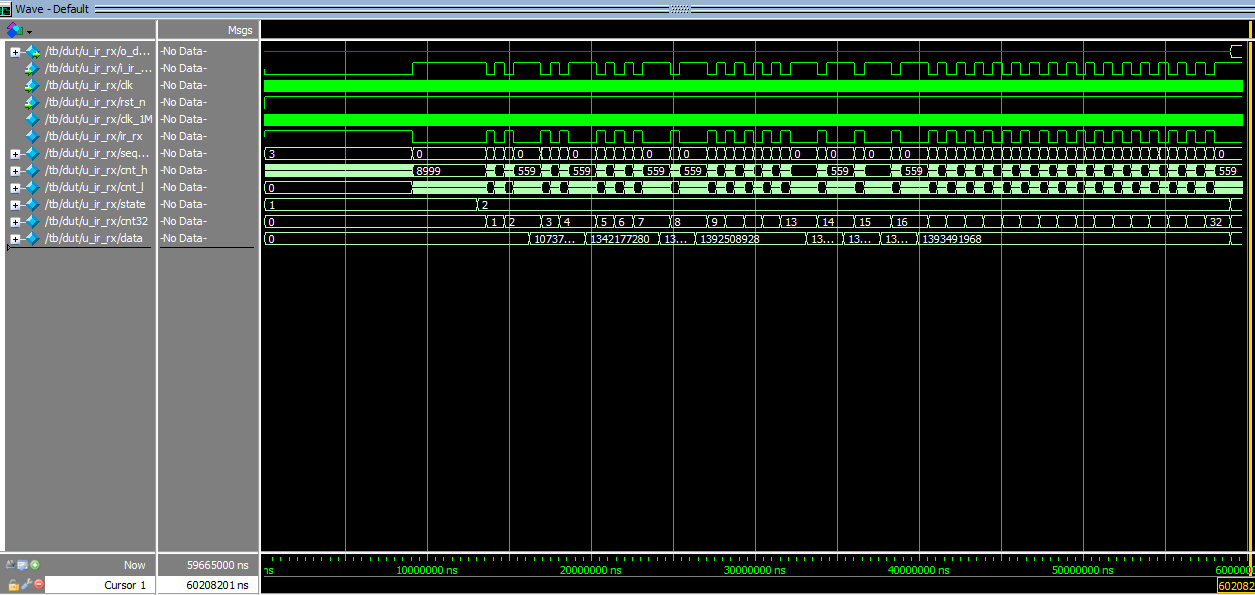 Wave - Default
Msgs
/tb/dut/u_ir_rx/o_d... -No Data-
/tb/dut/u_ir_rx/i_ir_... -No Data-
/tb/dut/u_ir_rx/clk -No Data-
/tb/dut/u_ir_rx/rst_n -No Data-
/tb/dut/u_ir_rx/clk_1M -No Data-
/tb/dut/u_ir_rx/ir_rx -No Data-
/tb/dut/u_ir_rx/seq... -No Data- 3 0 0 0 0 0 0 0 0 0 0
/tb/dut/u_ir_rx/cnt_h -No Data- 8999 559 559 559 559 559 559 559
/tb/dut/u_ir_rx/cnt_l -No Data- 0
/tb/dut/u_ir_rx/state -No Data- 1 2
/tb/dut/u_ir_rx/cnt32 -No Data- 0 1 2 3 4 5 6 7 8 9 13 14 15 16 32
/tb/dut/u_ir_rx/data -No Data- 0 10737... 1342177280 13... 1392508928 13... 13... 13... 1393491968
Now 59665000 ns
ns 10000000 ns 20000000 ns 30000000 ns 40000000 ns 50000000 ns 6000000
Cursor 1 60208201 ns 602082